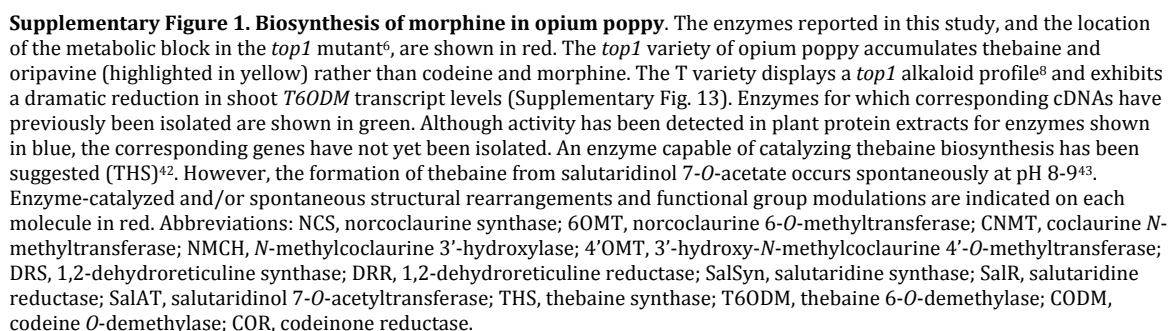 Supplementary Figure 1. Biosynthesis of morphine in opium poppy. The enzymes reported in this study, and the location
of the metabolic block in the top1 mutant⁶, are shown in red. The top1 variety of opium poppy accumulates thebaine and
oripavine (highlighted in yellow) rather than codeine and morphine. The T variety displays a top1 alkaloid profile⁸ and exhibits
a dramatic reduction in shoot T6ODM transcript levels (Supplementary Fig. 13). Enzymes for which corresponding cDNAs have
previously been isolated are shown in green. Although activity has been detected in plant protein extracts for enzymes shown
in blue, the corresponding genes have not yet been isolated. An enzyme capable of catalyzing thebaine biosynthesis has been
suggested (THS)⁴². However, the formation of thebaine from salutaridinol 7-O-acetate occurs spontaneously at pH 8-9⁴³.
Enzyme-catalyzed and/or spontaneous structural rearrangements and functional group modulations are indicated on each
molecule in red. Abbreviations: NCS, norcoclaurine synthase; 6OMT, norcoclaurine 6-O-methyltransferase; CNMT, coclaurine N-
methyltransferase; NMCH, N-methylcoclaurine 3’-hydroxylase; 4’OMT, 3’-hydroxy-N-methylcoclaurine 4’-O-methyltransferase;
DRS, 1,2-dehydroreticuline synthase; DRR, 1,2-dehydroreticuline reductase; SalSyn, salutaridine synthase; SalR, salutaridine
reductase; SalAT, salutaridinol 7-O-acetyltransferase; THS, thebaine synthase; T6ODM, thebaine 6-O-demethylase; CODM,
codeine O-demethylase; COR, codeinone reductase.